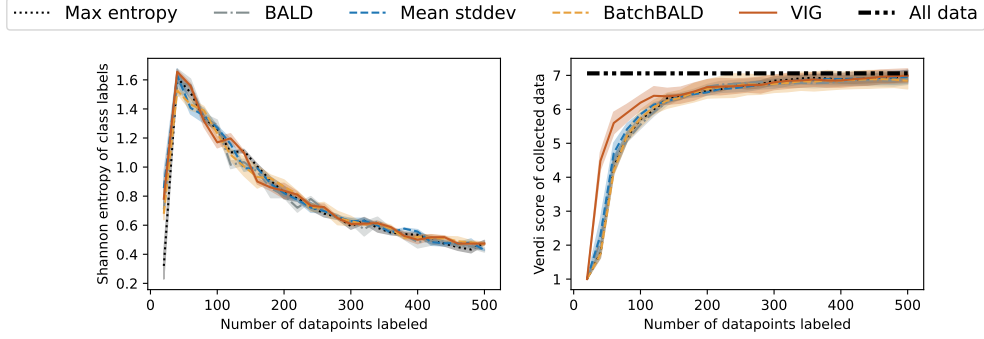 Max entropy BALD Mean stddev BatchBALD VIG All data
Shannon entropy of class labels
1.6
1.4
1.2
1.0
0.8
0.6
0.4
0.2
0 100 200 300 400 500
Number of datapoints labeled
Vendi score of collected data
7
6
5
4
3
2
1
0 100 200 300 400 500
Number of datapoints labeled